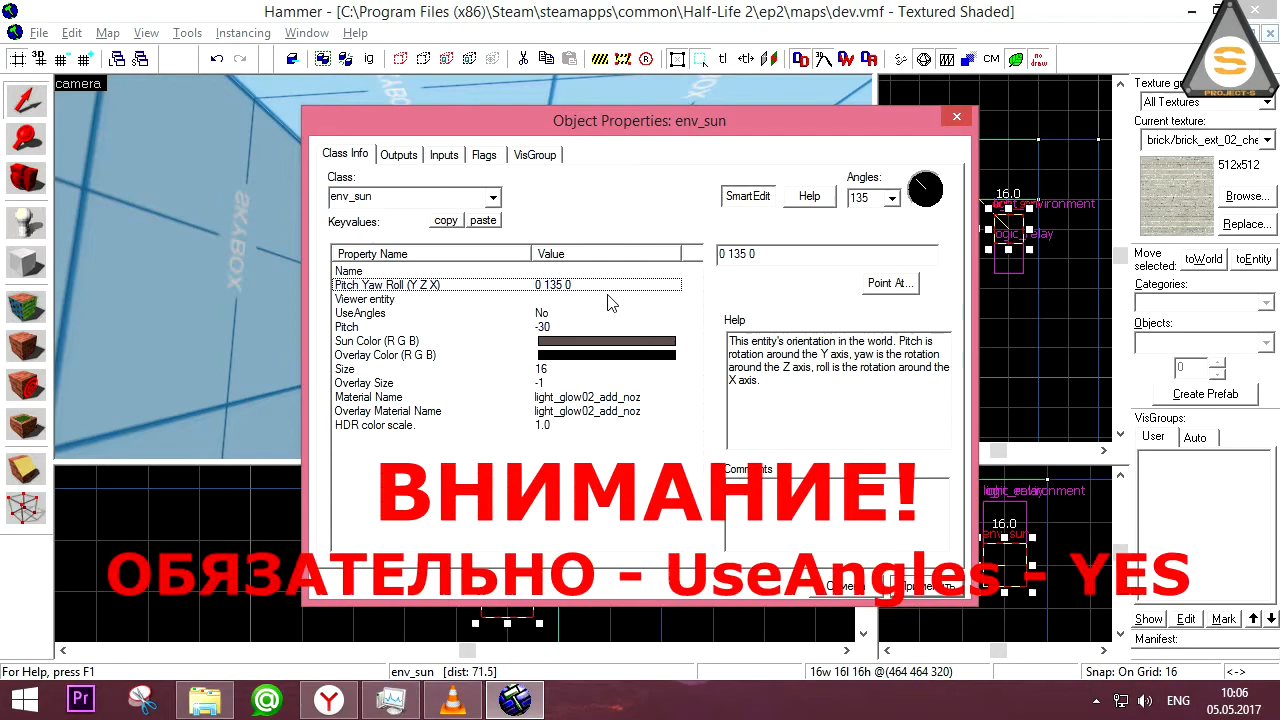 Hammer - [C:\Program Files (x86)\Steam\steamapps\common\Half-Life 2\ep2\maps\dev.vmf - Textured Shaded]
File Edit Map View Tools Instancing Window Help
camera
SKYBOX
Object Properties: env_sun
Class Info Outputs Inputs Flags VisGroup
Class:
env_sun
SmartEdit Help
Angles:
135
Keyvalues: copy paste
Property Name Value
0 135 0
Name
Pitch Yaw Roll (Y Z X) 0 135 0
Point At...
Viewer entity
UseAngles No
Pitch -30
Sun Color (R G B)
Overlay Color (R G B)
Size 16
Overlay Size -1
Material Name light_glow02_add_noz
Overlay Material Name light_glow02_add_noz
HDR color scale. 1.0
Help
This entity's orientation in the world. Pitch is
rotation around the Y axis, yaw is the rotation
around the Z axis, roll is the rotation around the
X axis.
Comments
ВНИМАНИЕ!
ОБЯЗАТЕЛЬНО - UseAngles - YES
16.0
logic_relay
16.0
env_sun
PROJECT-S
All Textures
Current texture:
brick/brick_ext_02_che
512x512
Browse...
Replace...
Move
selected:
toWorld toEntity
Categories:
Objects:
0
Create Prefab
VisGroups:
User Auto
Show Edit Mark
Manifest:
For Help, press F1
env_sun [dist: 71.5]
16w 16l 16h @(464 464 320)
Snap: On Grid: 16
<->
Pr
ENG
10:06
05.05.2017